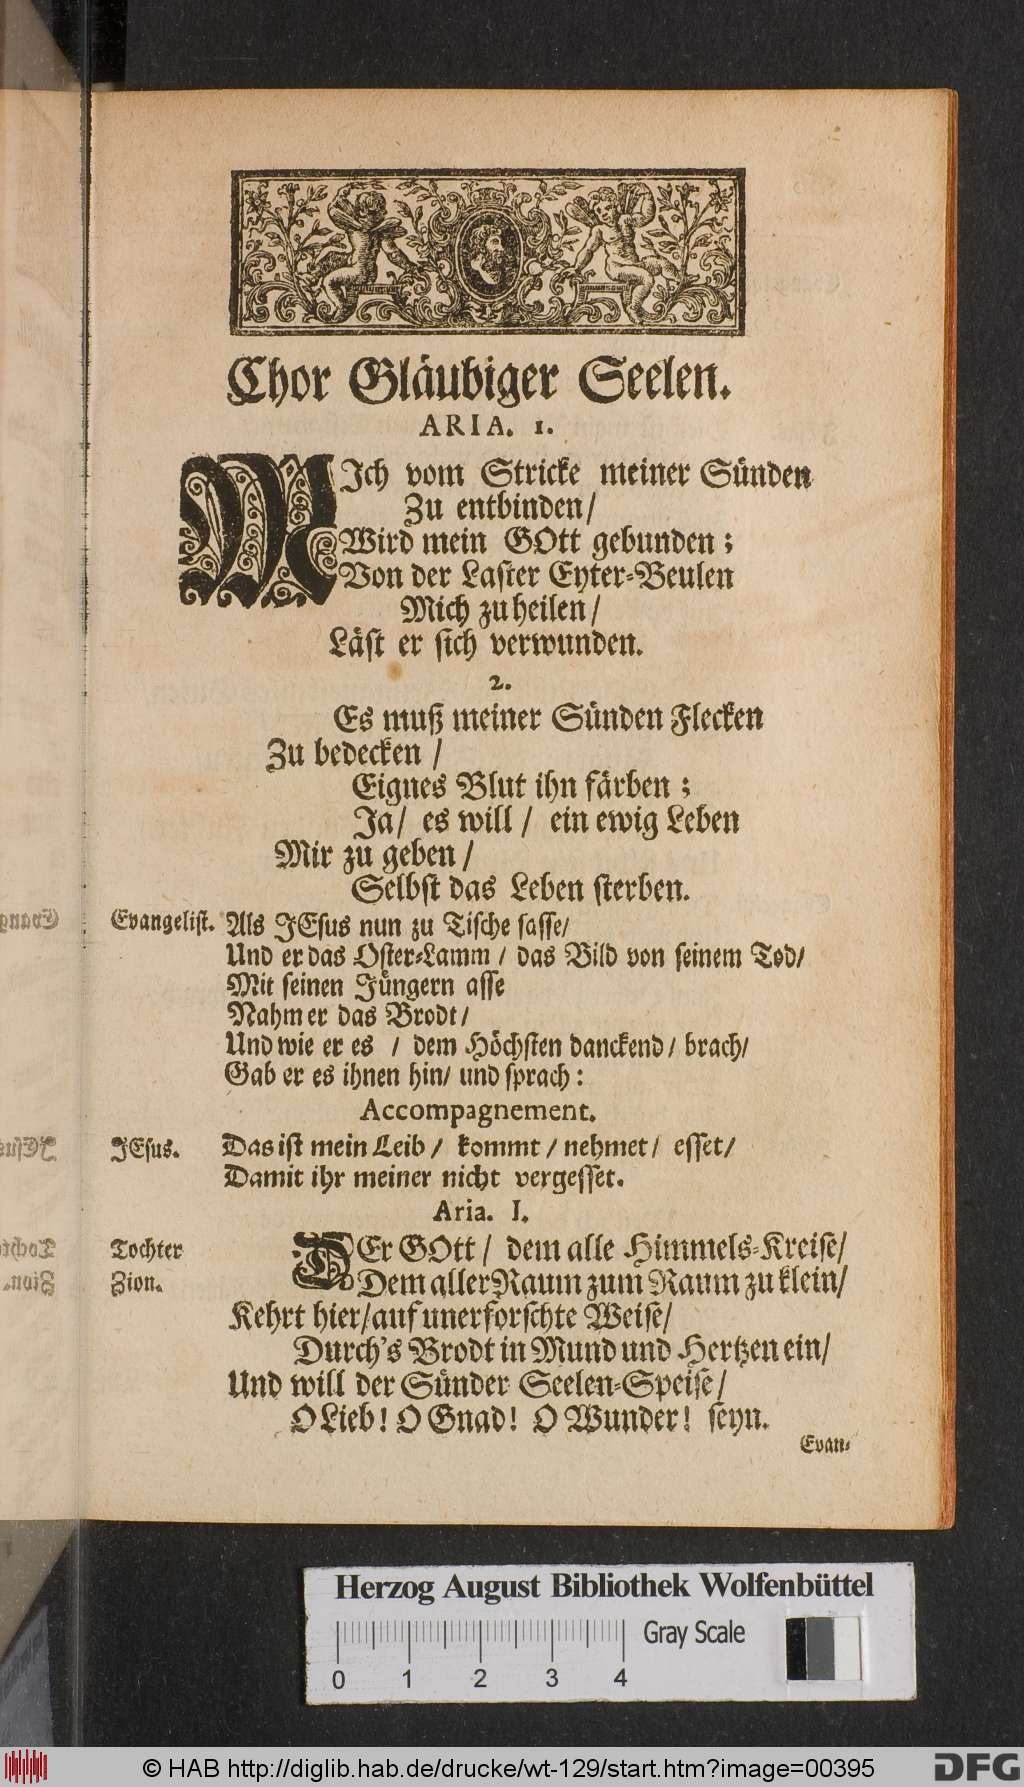 Chor Gläubiger Seelen.
ARIA. 1.
MIch vom Stricke meiner Sünden
Zu entbinden/
Wird mein GOtt gebunden;
Von der Laster Eyter-Beulen
Mich zu heilen/
Läst er sich verwunden.
2.
Es muß meiner Sünden Flecken
Zu bedecken/
Eignes Blut ihn färben;
Ja/ es will/ ein ewig Leben
Mir zu geben/
Selbst das Leben sterben.
Evangelist. Als JEsus nun zu Tische sasse/
Und er das Oster-Lamm/ das Bild von seinem Tod/
Mit seinen Jüngern asse
Nahm er das Brodt/
Und wie er es / dem Höchsten danckend/ brach/
Gab er es ihnen hin/ und sprach:
Accompagnement.
JEsus. Das ist mein Leib/ kommt/ nehmet/ esset/
Damit ihr meiner nicht vergesset.
Aria. I.
Tochter DEr GOtt/ dem alle Himmels-Kreise/
Zion. Dem aller Raum zum Raum zu klein/
Kehrt hier/ auf unerforschte Weise/
Durch's Brodt in Mund und Hertzen ein/
Und will der Sünder Seelen-Speise/
O Lieb! O Gnad! O Wunder! seyn.
Evan-
Herzog August Bibliothek Wolfenbüttel
Gray Scale
0 1 2 3 4
© HAB http://diglib.hab.de/drucke/wt-129/start.htm?image=00395
DFG